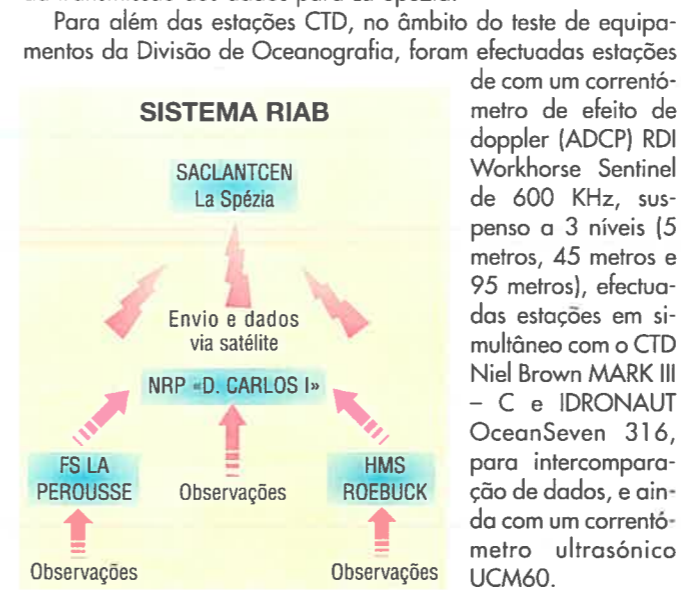 Para além das estações CTD, no âmbito do teste de equipa-
mentos da Divisão de Oceanografia, foram efectuadas estações
de com um correntó-
metro de efeito de
doppler (ADCP) RDI
Workhorse Sentinel
de 600 KHz, sus-
penso a 3 níveis (5
metros, 45 metros e
95 metros), efectua-
das estações em si-
multâneo com o CTD
Niel Brown MARK III
– C e IDRONAUT
OceanSeven 316,
para intercompara-
ção de dados, e ain-
da com um correntó-
metro ultrasónico
UCM60.
SISTEMA RIAB
SACLANTCEN
La Spézia
Envio e dados
via satélite
NRP «D. CARLOS I»
FS LA
PEROUSSE
Observações
HMS
ROEBUCK
Observações
Observações